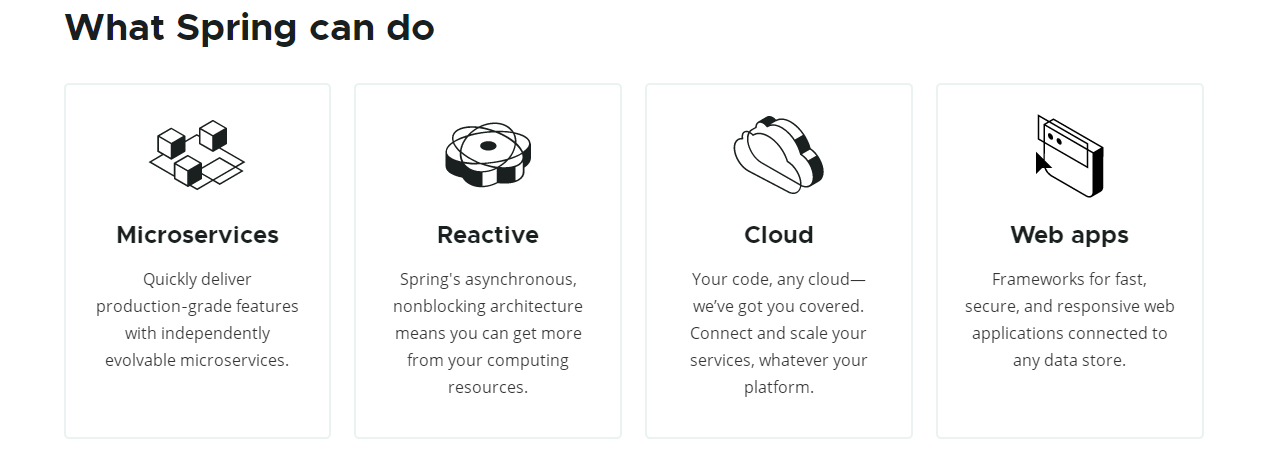 What Spring can do
Microservices
Quickly deliver
production-grade features
with independently
evolvable microservices.
Reactive
Spring's asynchronous,
nonblocking architecture
means you can get more
from your computing
resources.
Cloud
Your code, any cloud—
we’ve got you covered.
Connect and scale your
services, whatever your
platform.
Web apps
Frameworks for fast,
secure, and responsive web
applications connected to
any data store.